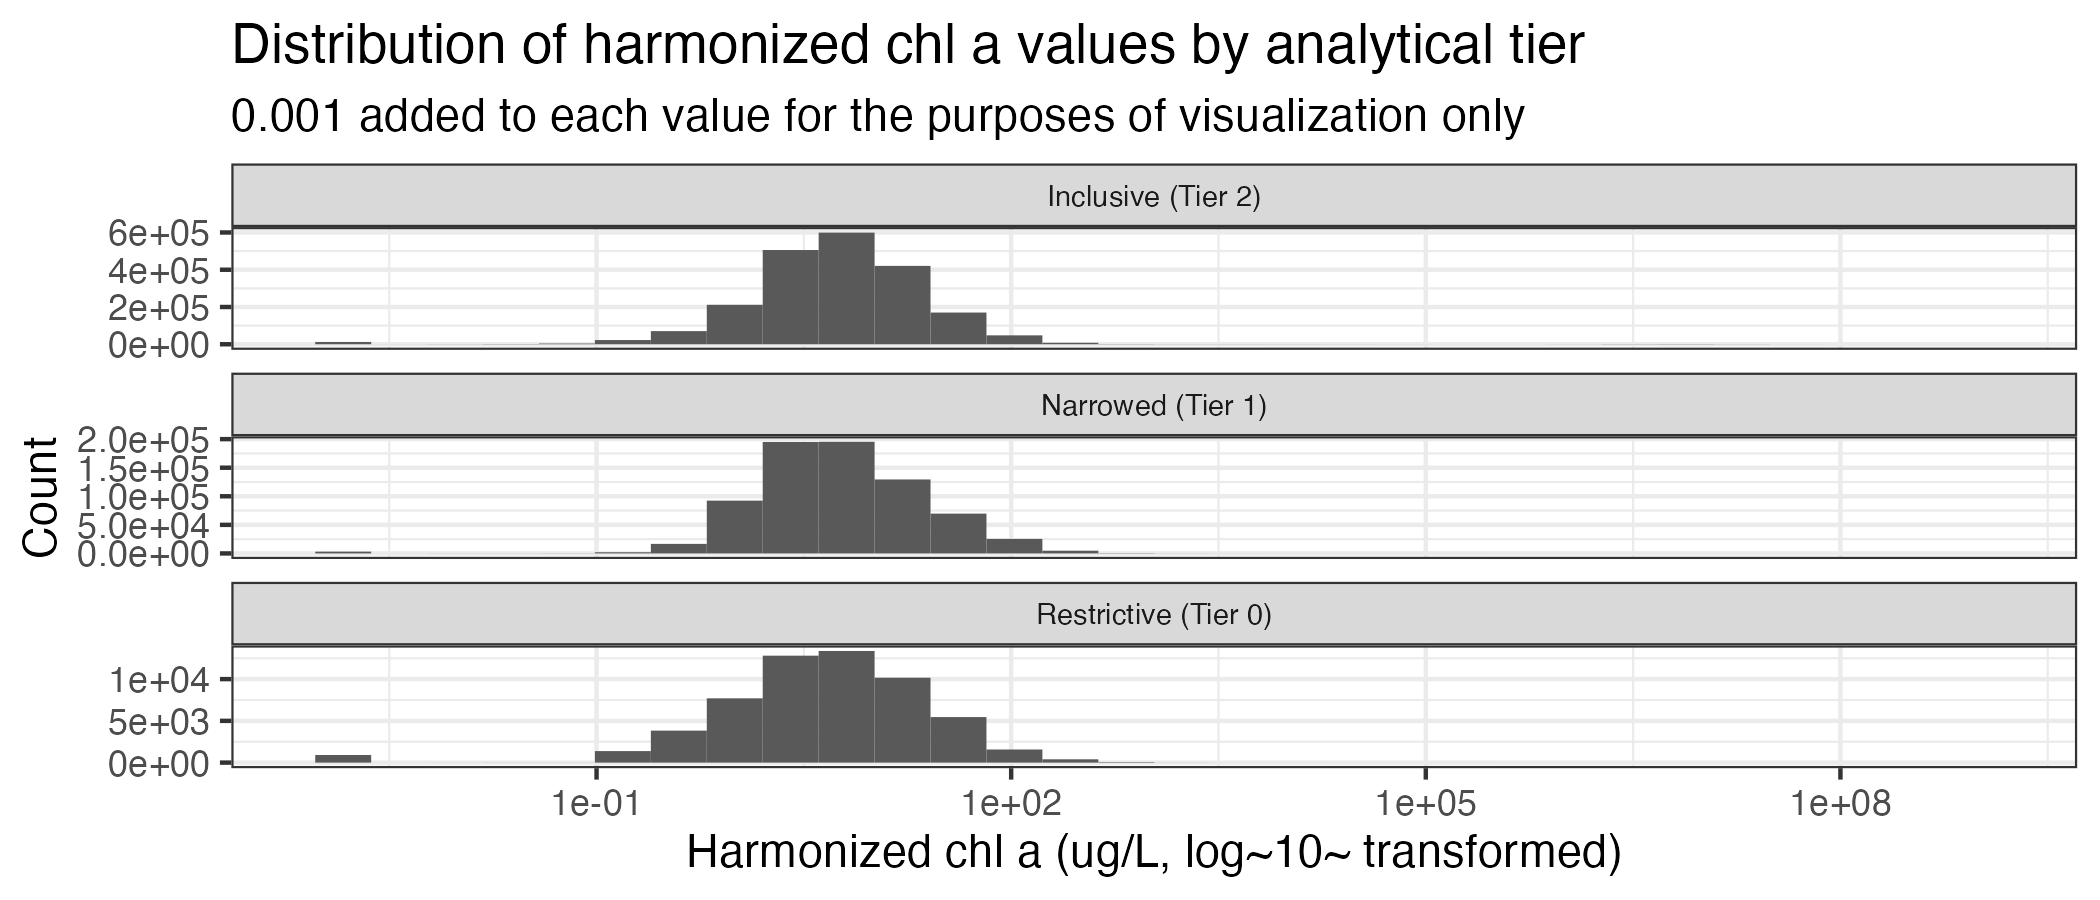 Distribution of harmonized chl a values by analytical tier
0.001 added to each value for the purposes of visualization only
Inclusive (Tier 2)
6e+05
4e+05
2e+05
0e+00
Narrowed (Tier 1)
2.0e+05
1.5e+05
1.0e+05
5.0e+04
0.0e+00
Count
Restrictive (Tier 0)
1e+04
5e+03
0e+00
1e-01 1e+02 1e+05 1e+08
Harmonized chl a (ug/L, log~10~ transformed)